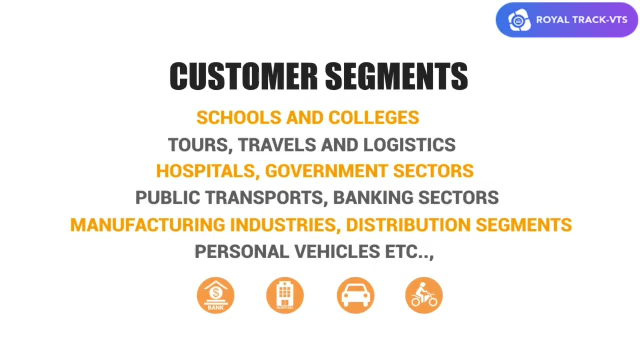 ROYAL TRACK-VTS
CUSTOMER SEGMENTS
SCHOOLS AND COLLEGES
TOURS, TRAVELS AND LOGISTICS
HOSPITALS, GOVERNMENT SECTORS
PUBLIC TRANSPORTS, BANKING SECTORS
MANUFACTURING INDUSTRIES, DISTRIBUTION SEGMENTS
PERSONAL VEHICLES ETC..,
BANK